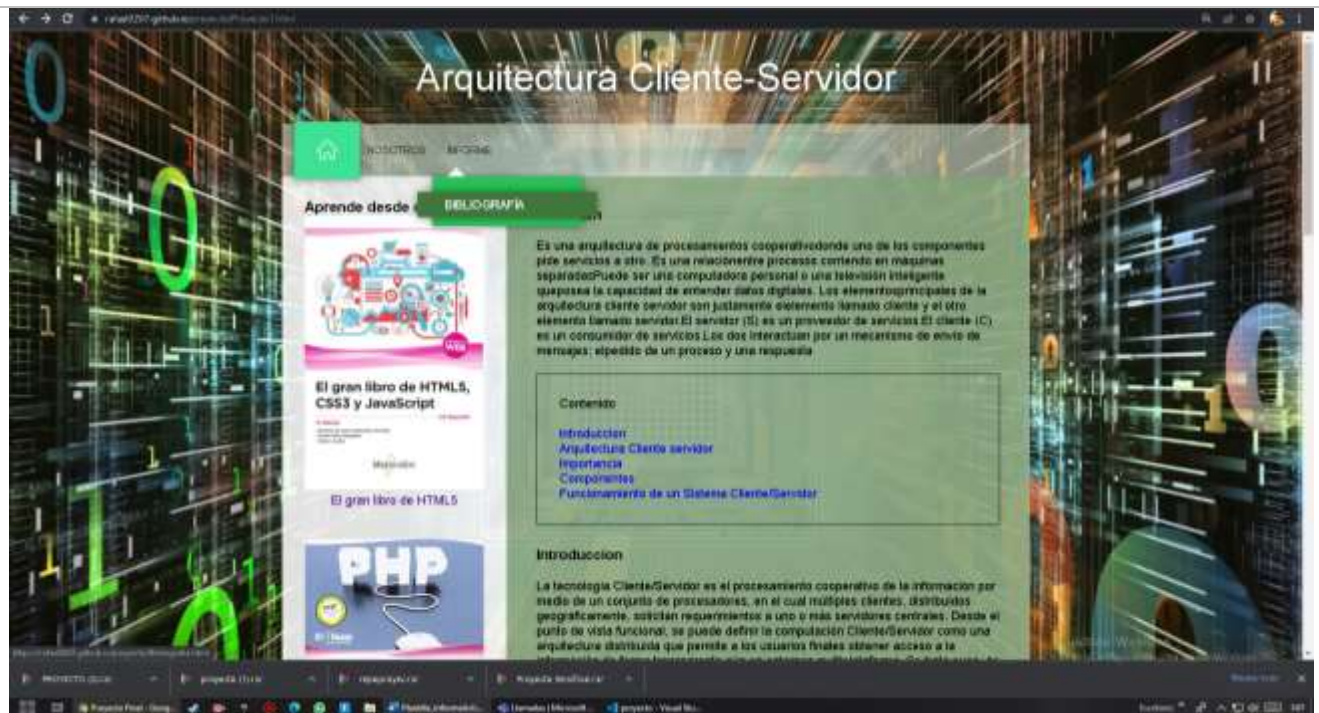 Arquitectura Cliente-Servidor
NOSOTROS INFORME
BIBLIOGRAFÍA
Aprende desde
Es una arquitectura de procesamientos cooperativodonde uno de los componentes
pide servicios a otro. Es una relaciónentre procesos corriendo en máquinas
separadasPuede ser una computadora personal o una televisión inteligente
queposea la capacidad de entender datos digitales. Los elementosprincipales de la
arquitectura cliente servidor son justamente elelemento llamado cliente y el otro
elemento llamado servidor.El servidor (S) es un proveedor de servicios.El cliente (C)
es un consumidor de servicios.Los dos interactuan por un mecanismo de envío de
mensajes: elpedido de un proceso y una respuesta
WEB
El gran libro de HTML5,
CSS3 y JavaScript
El gran libro de HTML5
Contenido
Introduccion
Arquitectura Cliente servidor
Importancia
Componentes
Funcionamiento de un Sistema Cliente/Servidor
PHP
Introduccion
La tecnología Cliente/Servidor es el procesamiento cooperativo de la información por
medio de un conjunto de procesadores, en el cual múltiples clientes, distribuidos
geográficamente, solicitan requerimientos a uno o más servidores centrales. Desde el
punto de vista funcional, se puede definir la computación Cliente/Servidor como una
arquitectura distribuida que permite a los usuarios finales obtener acceso a la